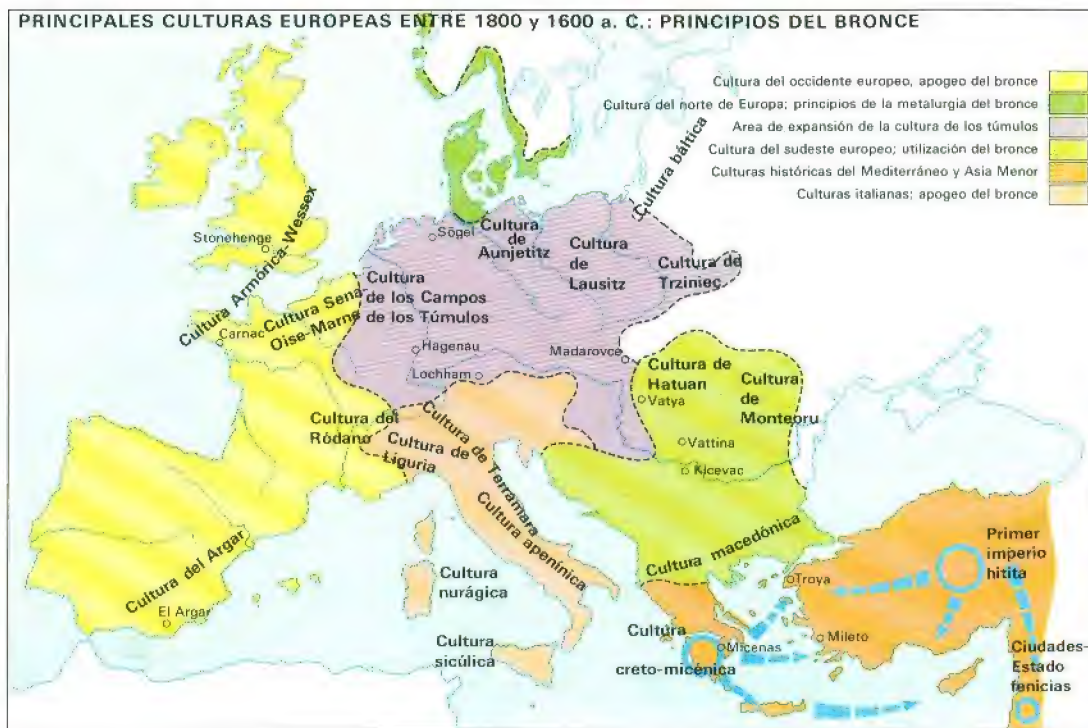 PRINCIPALES CULTURAS EUROPEAS ENTRE 1800 y 1600 a. C.: PRINCIPIOS DEL BRONCE
Cultura del occidente europeo, apogeo del bronce
Cultura del norte de Europa; principios de la metalurgia del bronce
Area de expansión de la cultura de los túmulos
Cultura del sudeste europeo; utilización del bronce
Culturas históricas del Mediterráneo y Asia Menor
Culturas italianas; apogeo del bronce
Cultura báltica
Stonehenge
Cultura Armórica-Wessex
Sögel
Cultura
de
Aunjetitz
Cultura
de
Lausitz
Cultura de
Trziniec
Cultura
de los Campos
de los Túmulos
Cultura Sena-
Oise-Marne
Carnac
Hagenau
Lochham
Madarovce
Cultura de
Hatuan
Vatya
Cultura
de
Monteoru
Vattina
Kicevac
Cultura del
Ródano
Cultura de
Liguria
Cultura de Terramara
Cultura apenínica
Cultura macedónica
Cultura del Argar
El Argar
Cultura
nurágica
Cultura
sicúlica
Cultura
creto-micénica
Micenas
Troya
Mileto
Primer
imperio
hitita
Ciudades-
Estado
fenicias